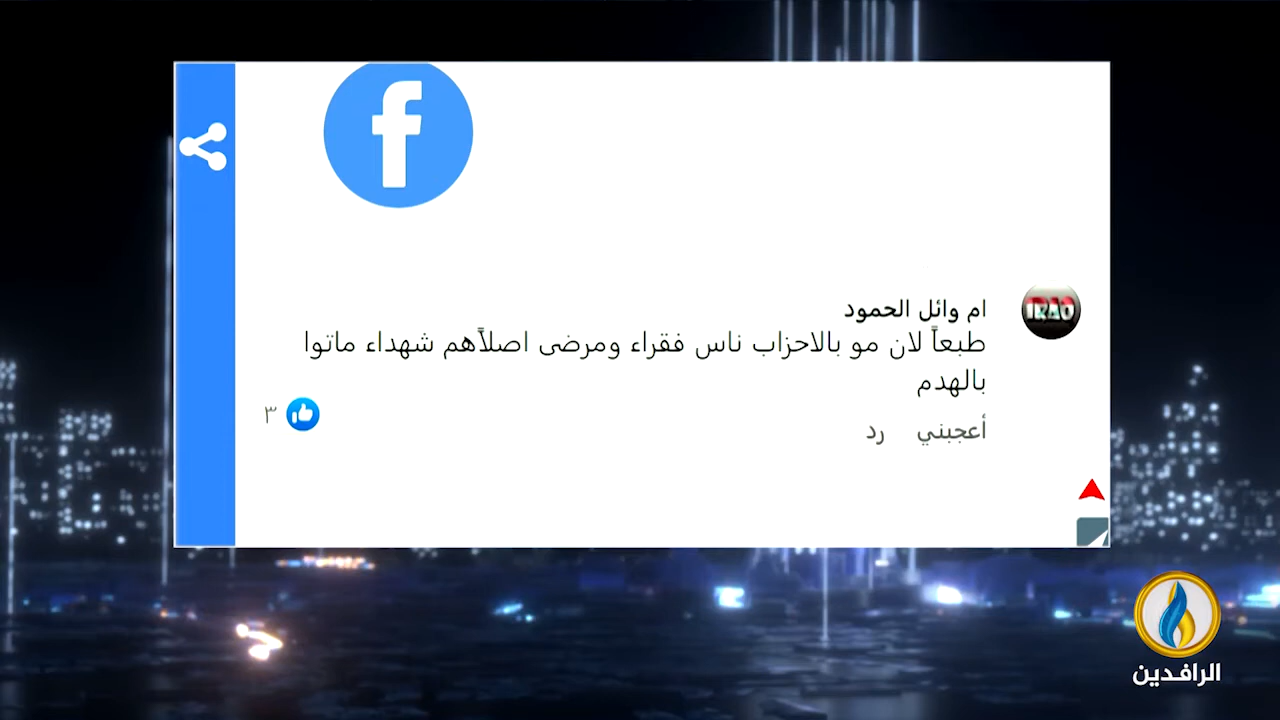 f
IRAQ
ام وائل الحمود
طبعاً لان مو بالاحزاب ناس فقراء ومرضى اصلاًهم شهداء ماتوا
بالهدم
أعجبني رد
٣
الرافدين